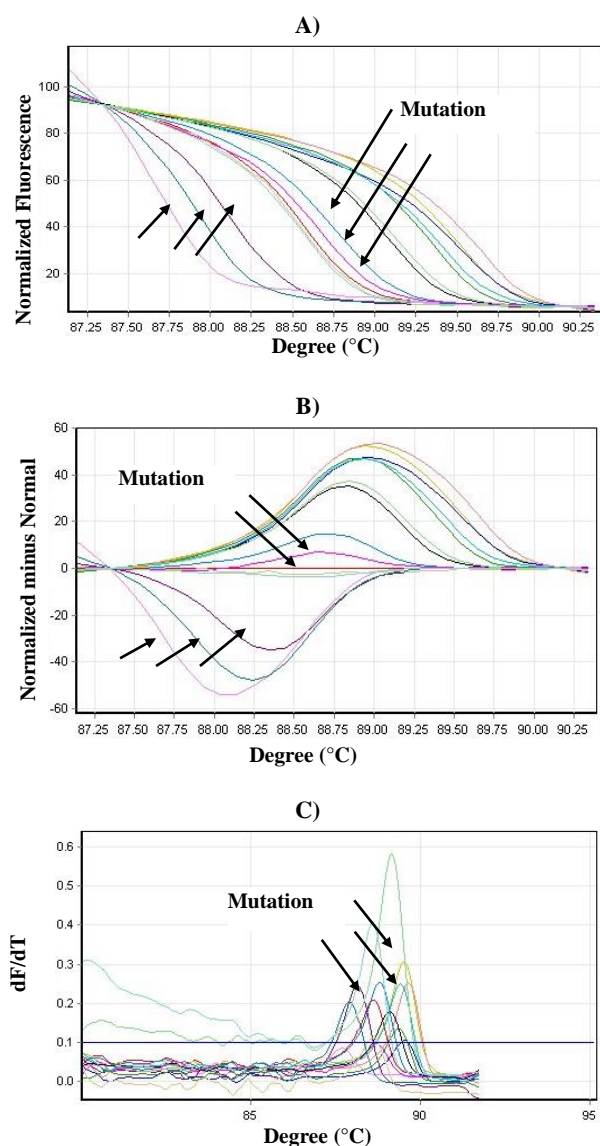 A)
Normalized Fluorescence
100
80
60
40
20
Mutation
87.25 87.50 87.75 88.00 88.25 88.50 88.75 89.00 89.25 89.50 89.75 90.00 90.25
Degree (°C)
B)
Normalized minus Normal
60
40
20
0
-20
-40
-60
Mutation
87.25 87.50 87.75 88.00 88.25 88.50 88.75 89.00 89.25 89.50 89.75 90.00 90.25
Degree (°C)
C)
dF/dT
0.6
0.5
0.4
0.3
0.2
0.1
0.0
Mutation
85 90 95
Degree (°C)